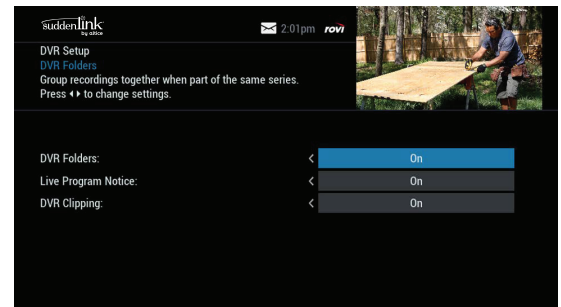 suddenlink
by altice
2:01pm rovi
DVR Setup
DVR Folders
Group recordings together when part of the same series.
Press ◂ ▸ to change settings.
DVR Folders: < On
Live Program Notice: < On
DVR Clipping: < On